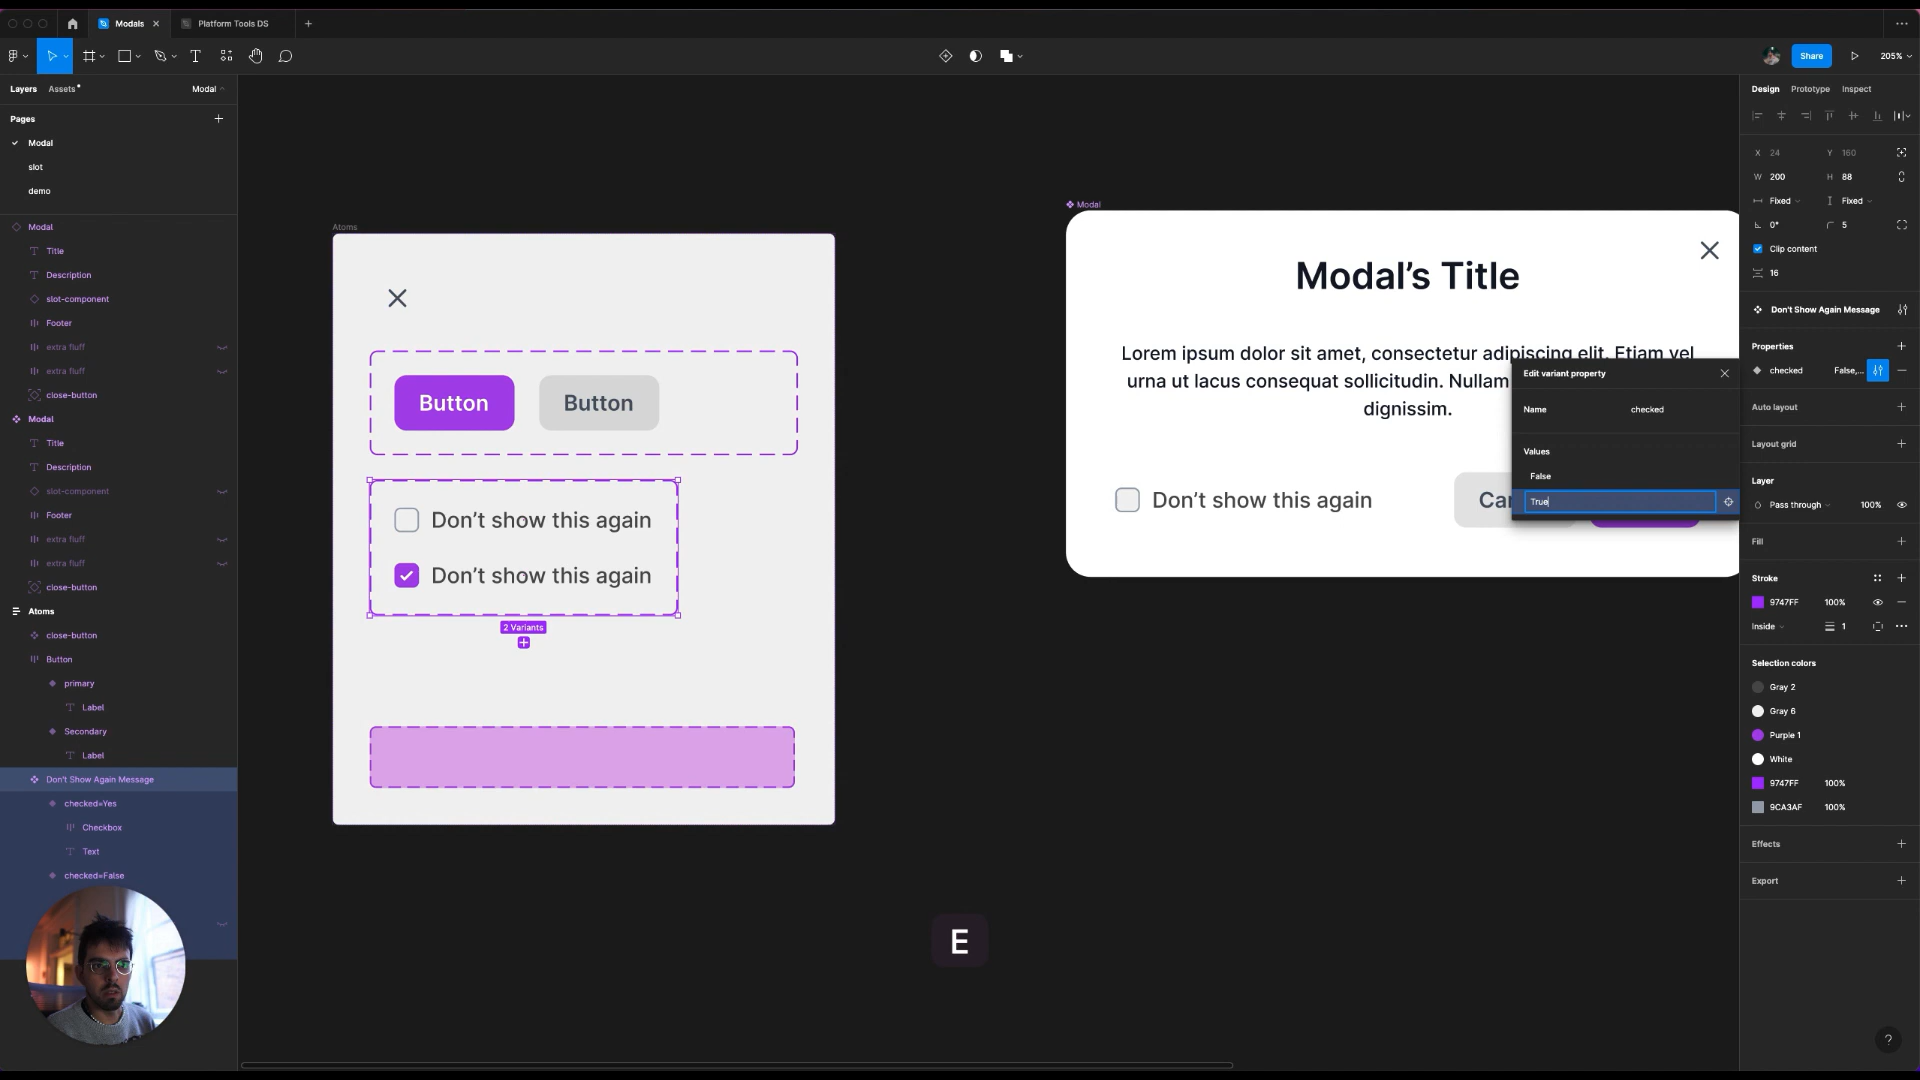 Modals
Platform Tools DS
Share
205%
Layers
Assets
Modal
Pages
Modal
slot
demo
Modal
Title
Description
slot-component
Footer
extra fluff
extra fluff
close-button
Modal
Title
Description
slot-component
Footer
extra fluff
extra fluff
close-button
Atoms
close-button
Button
primary
Label
Secondary
Label
Don't Show Again Message
checked=Yes
Checkbox
Text
checked=False
Atoms
Button
Button
Don’t show this again
Don’t show this again
2 Variants
Modal
Modal’s Title
Lorem ipsum dolor sit amet, consectetur adipiscing elit. Etiam vel
urna ut lacus consequat sollicitudin. Nullam
dignissim.
Don’t show this again
Can
E
Edit variant property
Name
checked
Values
False
True
Design
Prototype
Inspect
X 24
Y 160
W 200
H 88
Fixed
Fixed
0°
5
Clip content
16
Don't Show Again Message
Properties
checked
False,...
Auto layout
Layout grid
Layer
Pass through
100%
Fill
Stroke
9747FF
100%
Inside
1
Selection colors
Gray 2
Gray 6
Purple 1
White
9747FF
100%
9CA3AF
100%
Effects
Export
?